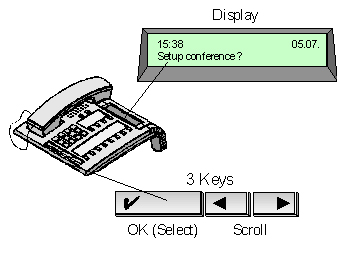 Display
15:38 05.07.
Setup conference?
3 Keys
OK (Select) Scroll